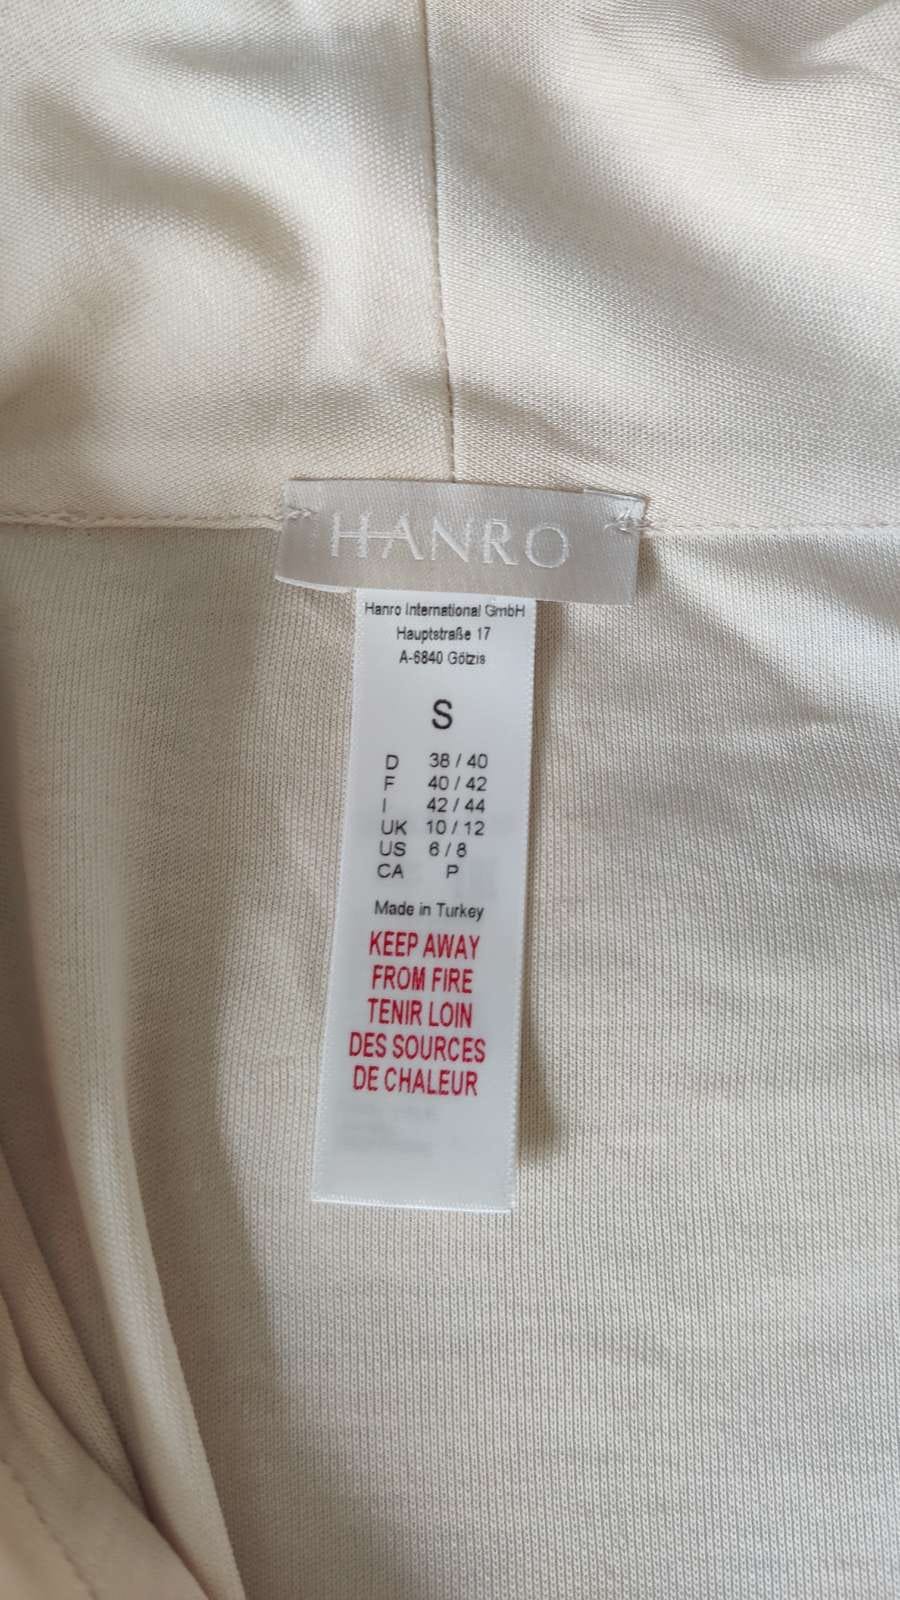 HANRO
Hanro International GmbH
Hauptstraße 17
A-6840 Götzis
S
D 38 / 40
F 40 / 42
I 42 / 44
UK 10 / 12
US 6 / 8
CA P
Made in Turkey
KEEP AWAY
FROM FIRE
TENIR LOIN
DES SOURCES
DE CHALEUR